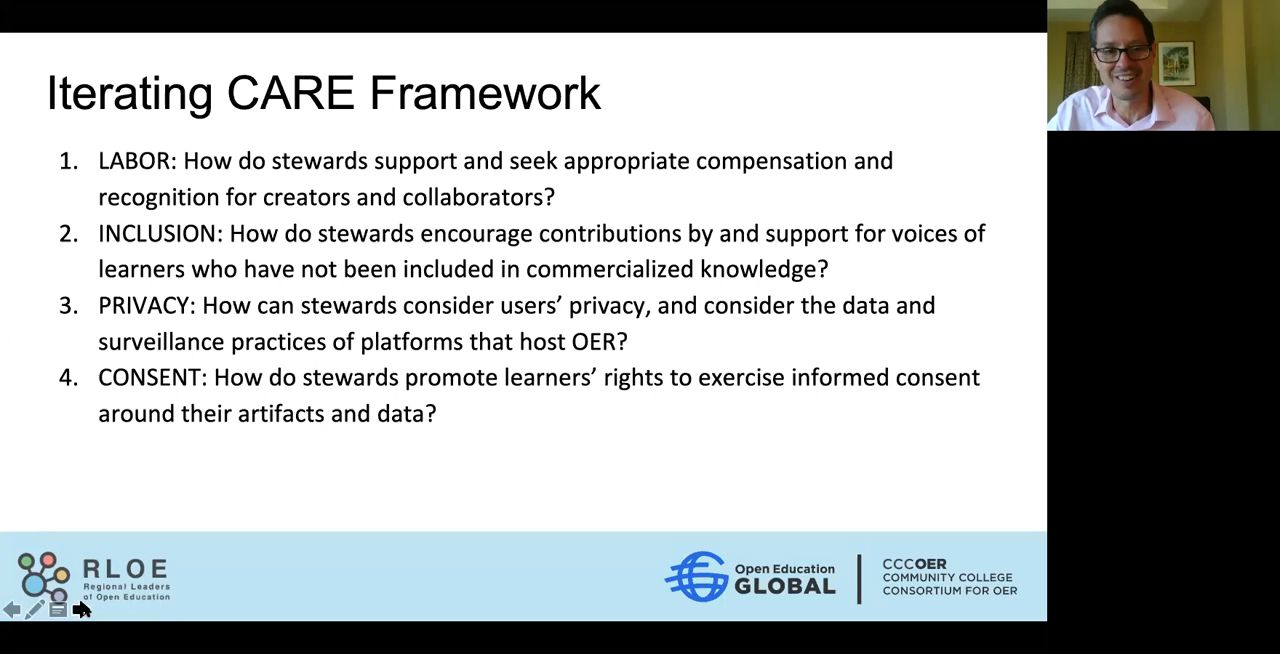 Iterating CARE Framework
1. LABOR: How do stewards support and seek appropriate compensation and
recognition for creators and collaborators?
2. INCLUSION: How do stewards encourage contributions by and support for voices of
learners who have not been included in commercialized knowledge?
3. PRIVACY: How can stewards consider users’ privacy, and consider the data and
surveillance practices of platforms that host OER?
4. CONSENT: How do stewards promote learners’ rights to exercise informed consent
around their artifacts and data?
RLOE
Regional Leaders
of Open Education
Open Education
GLOBAL
CCCOER
COMMUNITY COLLEGE
CONSORTIUM FOR OER